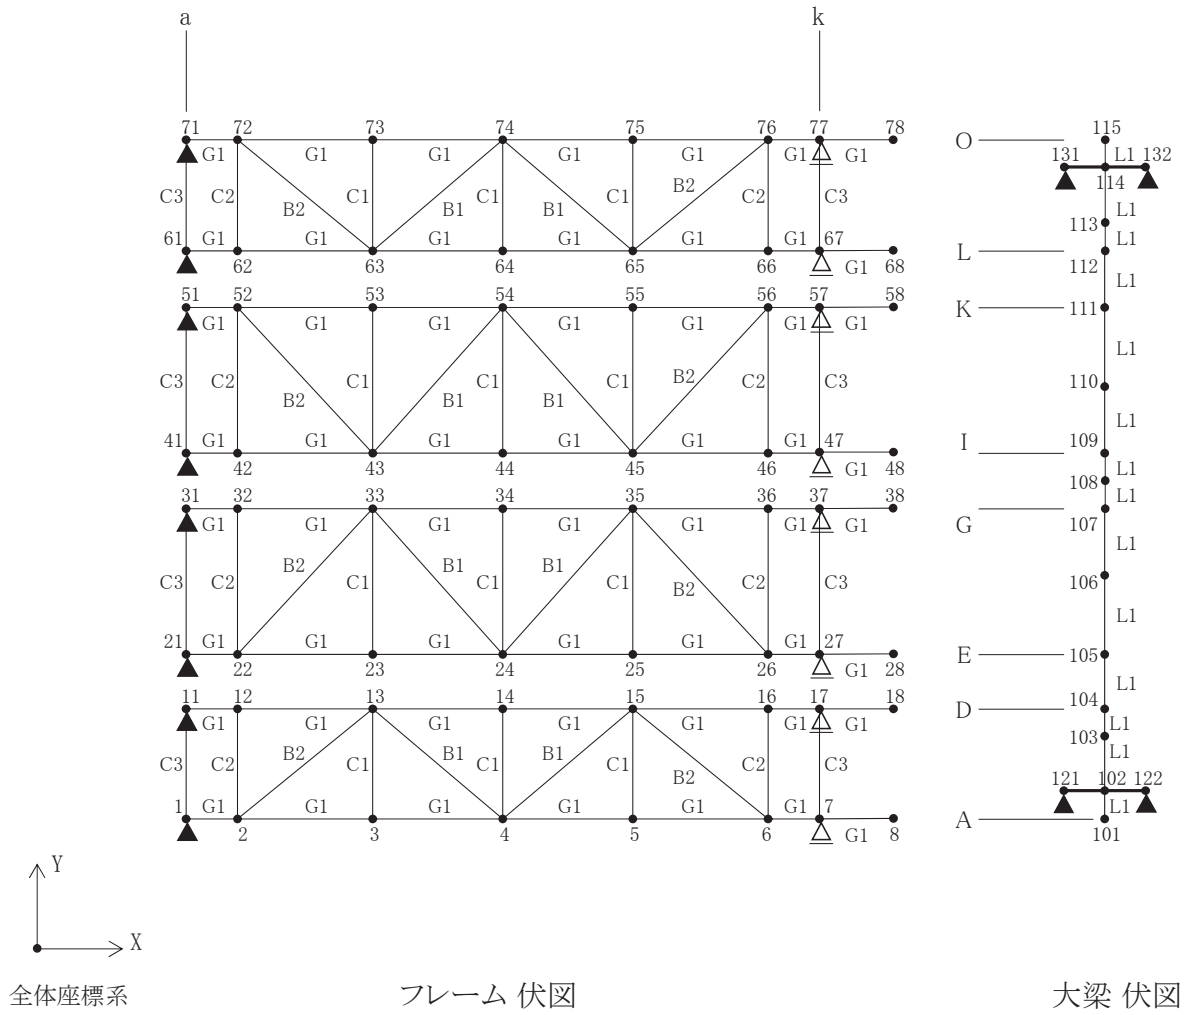 a k
71 72 73 74 75 76 77 78 O 115
G1 G1 G1 G1 G1 G1 G1 131 L1 132
C3 C2 B2 C1 B1 C1 B1 C1 B2 C2 C3 114
61 G1 G1 G1 G1 G1 G1 67 113 L1 L1
62 63 64 65 66 G1 68 L 112
L1
51 52 53 54 55 56 57 58 K 111
G1 G1 G1 G1 G1 G1 G1
L1
C3 C2 B2 C1 B1 C1 B1 C1 B2 C2 C3 110
L1
41 G1 G1 G1 G1 G1 G1 47 I 109
42 43 44 45 46 G1 48 108 L1
31 32 33 34 35 36 37 38 L1
G1 G1 G1 G1 G1 G1 G1 G 107
L1
C3 C2 B2 C1 B1 C1 B1 C1 B2 C2 C3 106
L1
21 G1 G1 G1 G1 G1 G1 27 E 105
22 23 24 25 26 G1 28
L1
11 12 13 14 15 16 17 18 D 104
G1 G1 G1 G1 G1 G1 G1 L1
103
C3 C2 B2 C1 B1 C1 B1 C1 B2 C2 C3 L1
121 102 122
1 G1 G1 G1 G1 G1 G1 7 L1
2 3 4 5 6 G1 8 A 101
Y
X
全体座標系 フレーム 伏図 大梁 伏図